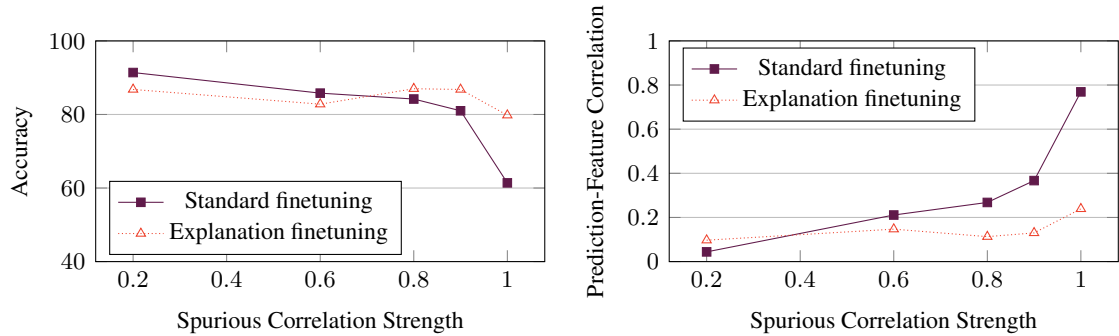 Accuracy
100
80
60
40
0.2 0.4 0.6 0.8 1
Spurious Correlation Strength
Standard finetuning
Explanation finetuning
Prediction-Feature Correlation
1
0.8
0.6
0.4
0.2
0
0.2 0.4 0.6 0.8 1
Spurious Correlation Strength
Standard finetuning
Explanation finetuning